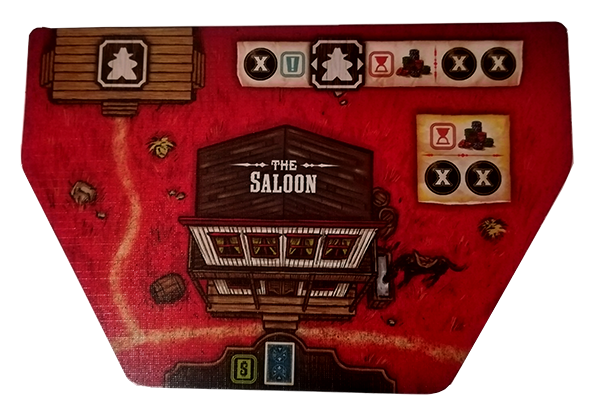 X ! X X
THE
SALOON
X X
S